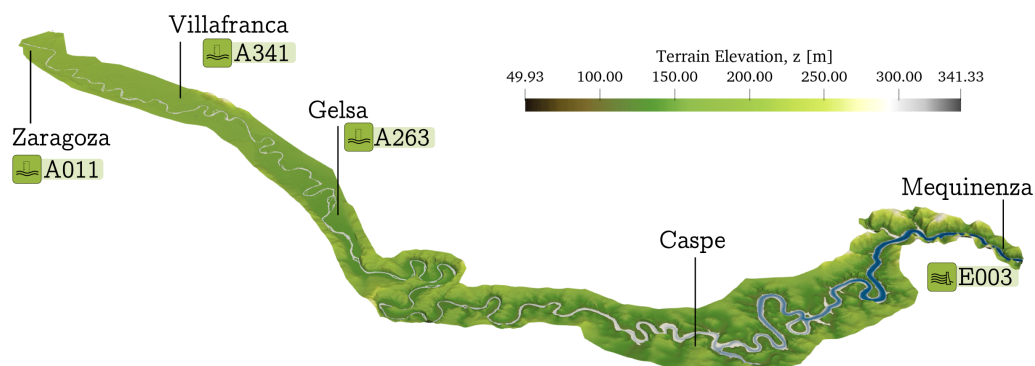 Villafranca
A341
Terrain Elevation, z [m]
49.93 100.00 150.00 200.00 250.00 300.00 341.33
Gelsa
A263
Zaragoza
A011
Mequinenza
Caspe
E003